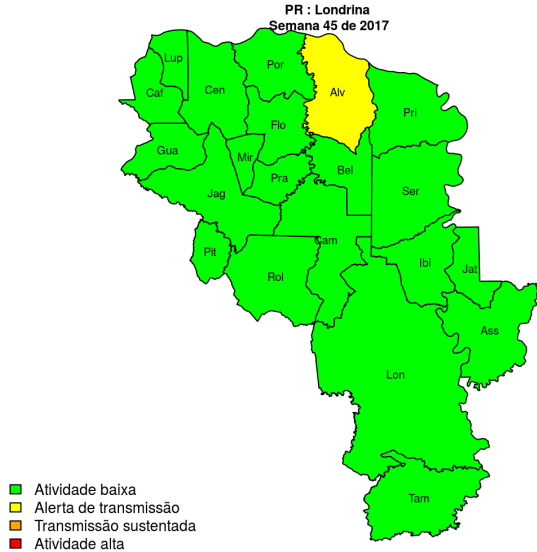 PR : Londrina
Semana 45 de 2017
Lup
Por
Caf
Cen
Alv
Pri
Flo
Gua
Mir
Bel
Pra
Jag
Ser
Cam
Pit
Ibi
Jat
Rol
Ass
Lon
Tam
Atividade baixa
Alerta de transmissão
Transmissão sustentada
Atividade alta